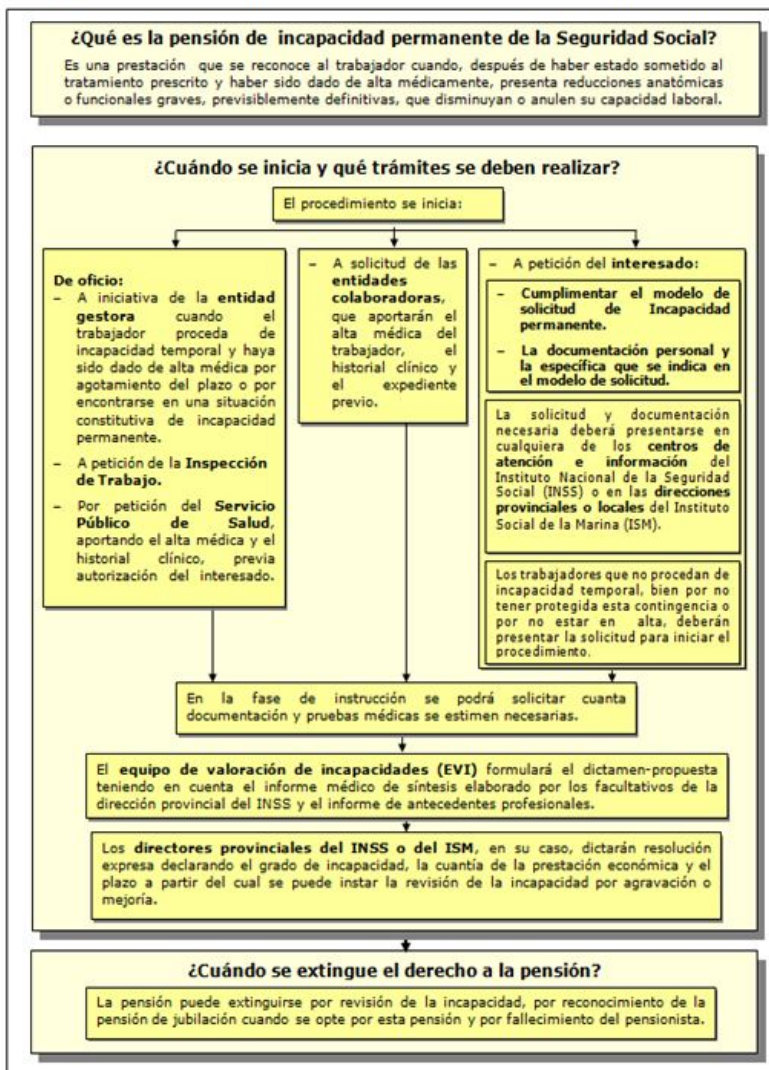 ¿Qué es la pensión de incapacidad permanente de la Seguridad Social?
Es una prestación que se reconoce al trabajador cuando, después de haber estado sometido al
tratamiento prescrito y haber sido dado de alta médicamente, presenta reducciones anatómicas
o funcionales graves, previsiblemente definitivas, que disminuyan o anulen su capacidad laboral.
¿Cuándo se inicia y qué trámites se deben realizar?
El procedimiento se inicia:
De oficio:
– A iniciativa de la entidad
gestora cuando el
trabajador proceda de
incapacidad temporal y haya
sido dado de alta médica por
agotamiento del plazo o por
encontrarse en una situación
constitutiva de incapacidad
permanente.
– A petición de la Inspección
de Trabajo.
– Por petición del Servicio
Público de Salud,
aportando el alta médica y el
historial clínico, previa
autorización del interesado.
– A solicitud de las
entidades
colaboradoras,
que aportarán el
alta médica del
trabajador, el
historial clínico y
el expediente
previo.
– A petición del interesado:
– Cumplimentar el modelo de
solicitud de Incapacidad
permanente.
– La documentación personal y
la específica que se indica en
el modelo de solicitud.
La solicitud y documentación
necesaria deberá presentarse en
cualquiera de los centros de
atención e información del
Instituto Nacional de la Seguridad
Social (INSS) o en las direcciones
provinciales o locales del Instituto
Social de la Marina (ISM).
Los trabajadores que no procedan de
incapacidad temporal, bien por no
tener protegida esta contingencia o
por no estar en alta, deberán
presentar la solicitud para iniciar el
procedimiento.
En la fase de instrucción se podrá solicitar cuanta
documentación y pruebas médicas se estimen necesarias.
El equipo de valoración de incapacidades (EVI) formulará el dictamen-propuesta
teniendo en cuenta el informe médico de síntesis elaborado por los facultativos de la
dirección provincial del INSS y el informe de antecedentes profesionales.
Los directores provinciales del INSS o del ISM, en su caso, dictarán resolución
expresa declarando el grado de incapacidad, la cuantía de la prestación económica y el
plazo a partir del cual se puede instar la revisión de la incapacidad por agravación o
mejoría.
¿Cuándo se extingue el derecho a la pensión?
La pensión puede extinguirse por revisión de la incapacidad, por reconocimiento de la
pensión de jubilación cuando se opte por esta pensión y por fallecimiento del pensionista.